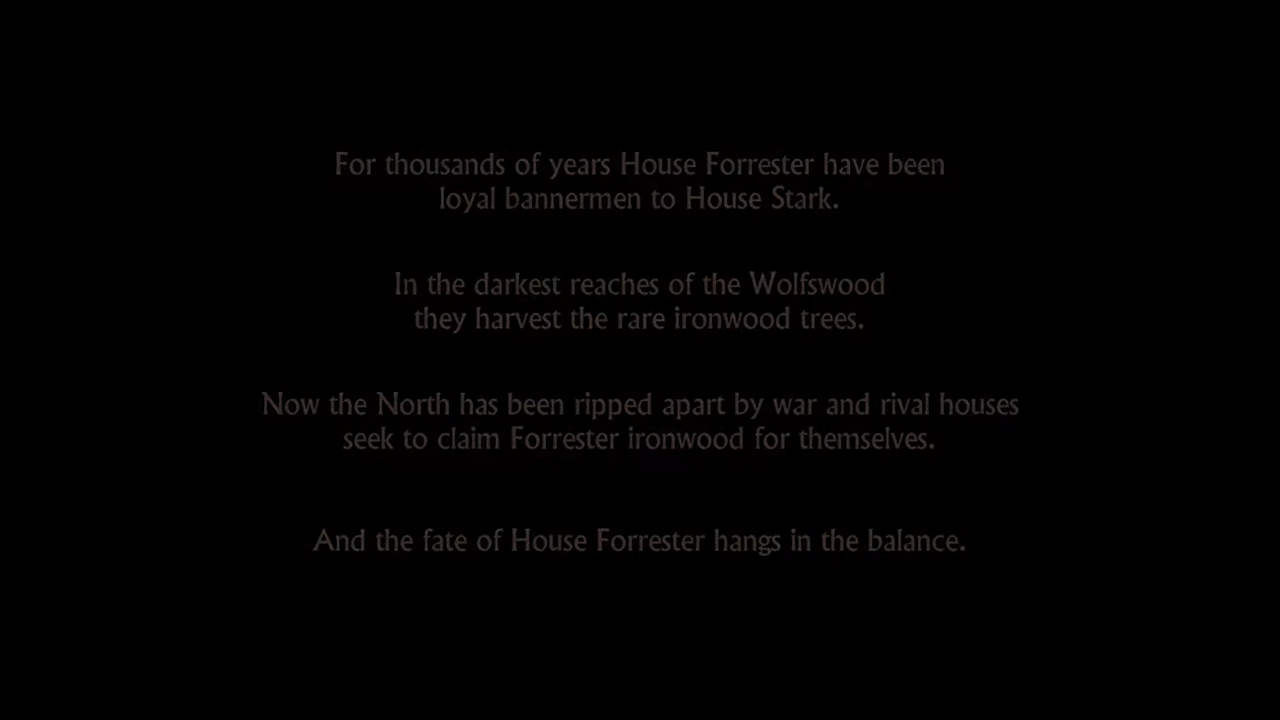 For thousands of years House Forrester have been
loyal bannermen to House Stark.
In the darkest reaches of the Wolfswood
they harvest the rare ironwood trees.
Now the North has been ripped apart by war and rival houses
seek to claim Forrester ironwood for themselves.
And the fate of House Forrester hangs in the balance.